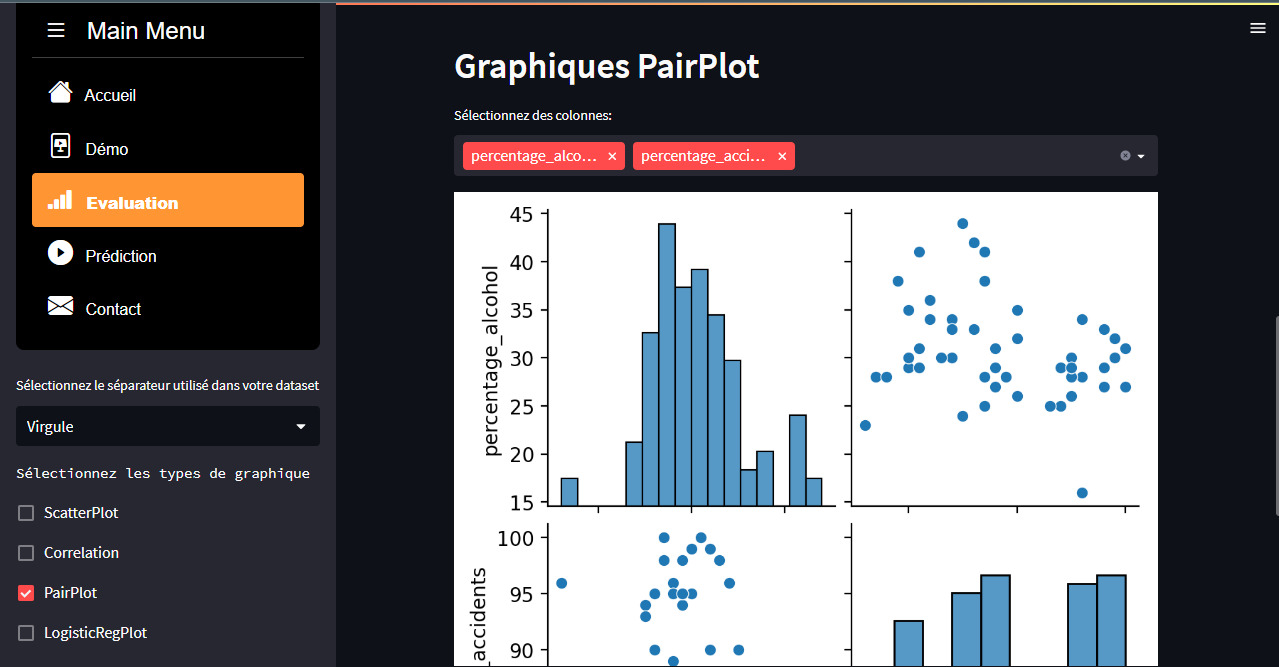 Main Menu
Accueil
Démo
Evaluation
Prédiction
Contact
Sélectionnez le séparateur utilisé dans votre dataset
Virgule
Sélectionnez les types de graphique
ScatterPlot
Correlation
PairPlot
LogisticRegPlot
Graphiques PairPlot
Sélectionnez des colonnes:
percentage_alco... × percentage_acci... ×
45
40
35
30
25
20
15
percentage_alcohol
100
95
90
_accidents